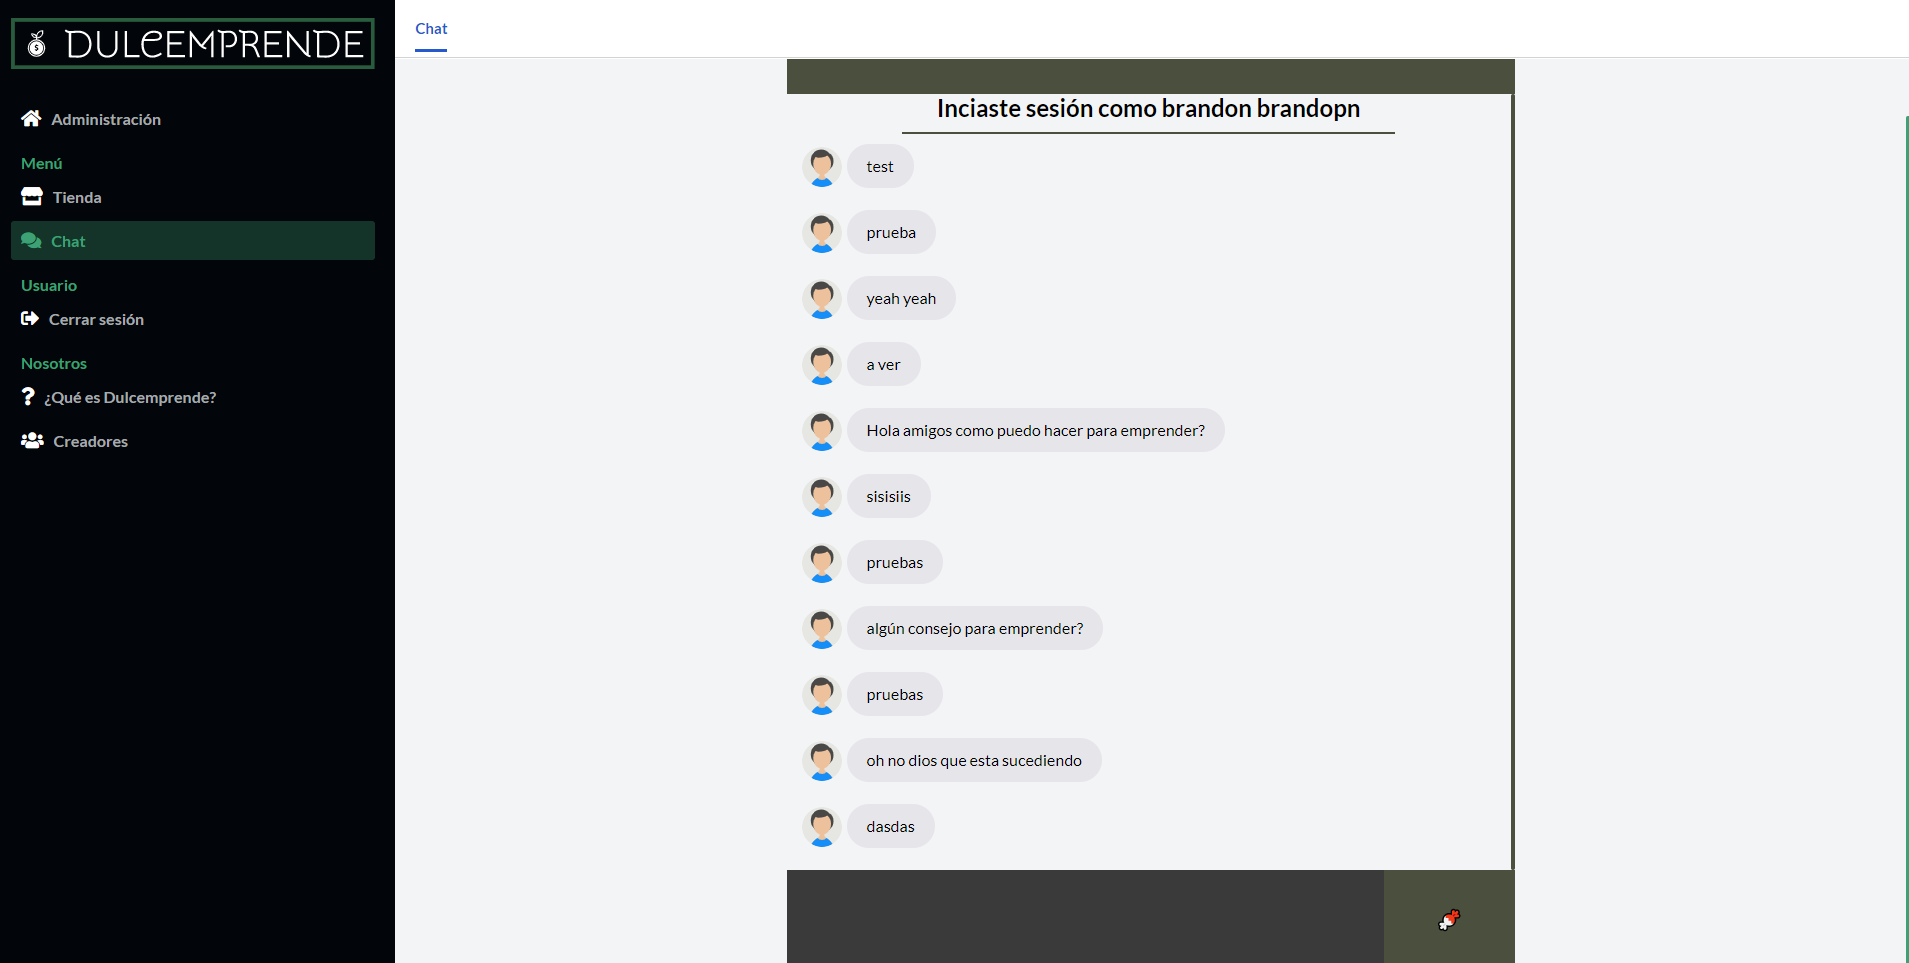 DULCEMPRENDE
Administración
Menú
Tienda
Chat
Usuario
Cerrar sesión
Nosotros
¿Qué es Dulcemprende?
Creadores
Chat
Inciaste sesión como brandon brandopn
test
prueba
yeah yeah
a ver
Hola amigos como puedo hacer para emprender?
sisisiis
pruebas
algún consejo para emprender?
pruebas
oh no dios que esta sucediendo
dasdas